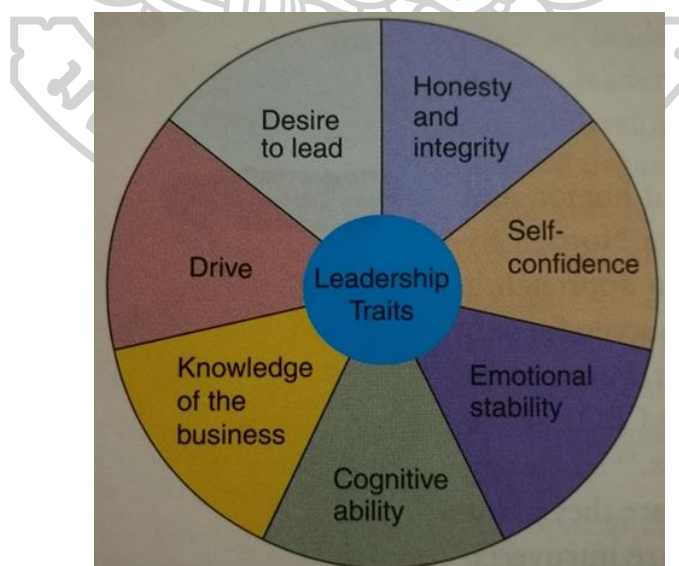 Honesty
and
integrity
Self-
confidence
Emotional
stability
Cognitive
ability
Knowledge
of the
business
Drive
Desire
to lead
Leadership
Traits